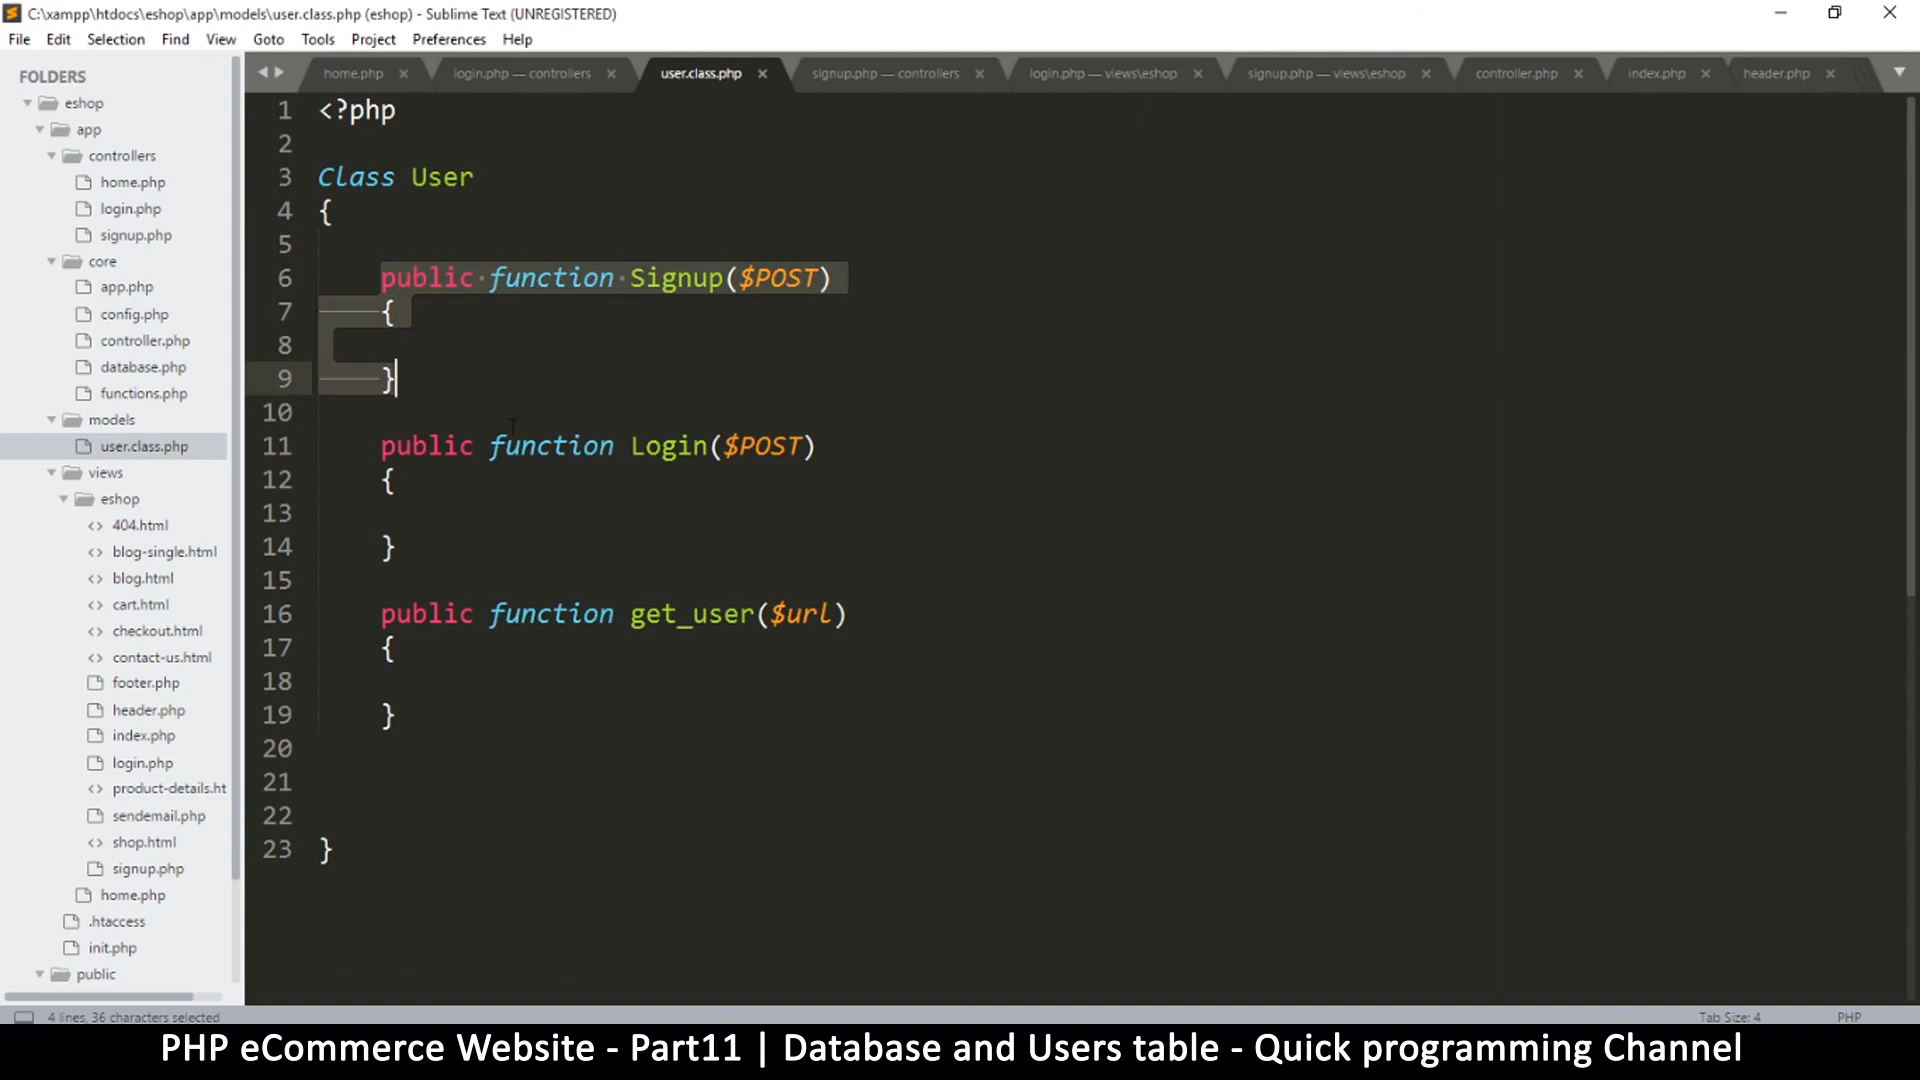 C:\xampp\htdocs\eshop\app\models\user.class.php (eshop) - Sublime Text (UNREGISTERED)
File Edit Selection Find View Goto Tools Project Preferences Help
FOLDERS
eshop
app
controllers
home.php
login.php
signup.php
core
app.php
config.php
controller.php
database.php
functions.php
models
user.class.php
views
eshop
404.html
blog-single.html
blog.html
cart.html
checkout.html
contact-us.html
footer.php
header.php
index.php
login.php
product-details.ht
sendemail.php
shop.html
signup.php
home.php
.htaccess
init.php
public
home.php login.php — controllers user.class.php signup.php — controllers login.php — views\eshop signup.php — views\eshop controller.php index.php header.php
1 <?php
2
3 Class User
4 {
5
6 public function Signup($POST)
7 {
8
9 }
10
11 public function Login($POST)
12 {
13
14 }
15
16 public function get_user($url)
17 {
18
19 }
20
21
22
23 }
4 lines, 36 characters selected Tab Size: 4 PHP
PHP eCommerce Website - Part11 | Database and Users table - Quick programming Channel